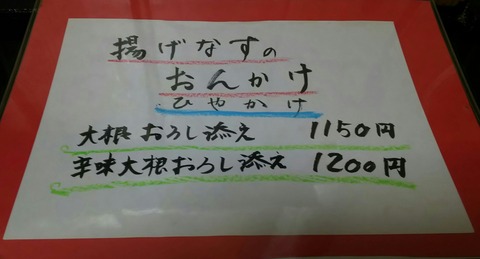 揚げなすの
おんかけ
ひやかけ
大根おろし添え 1150円
辛味大根おろし添え 1200円